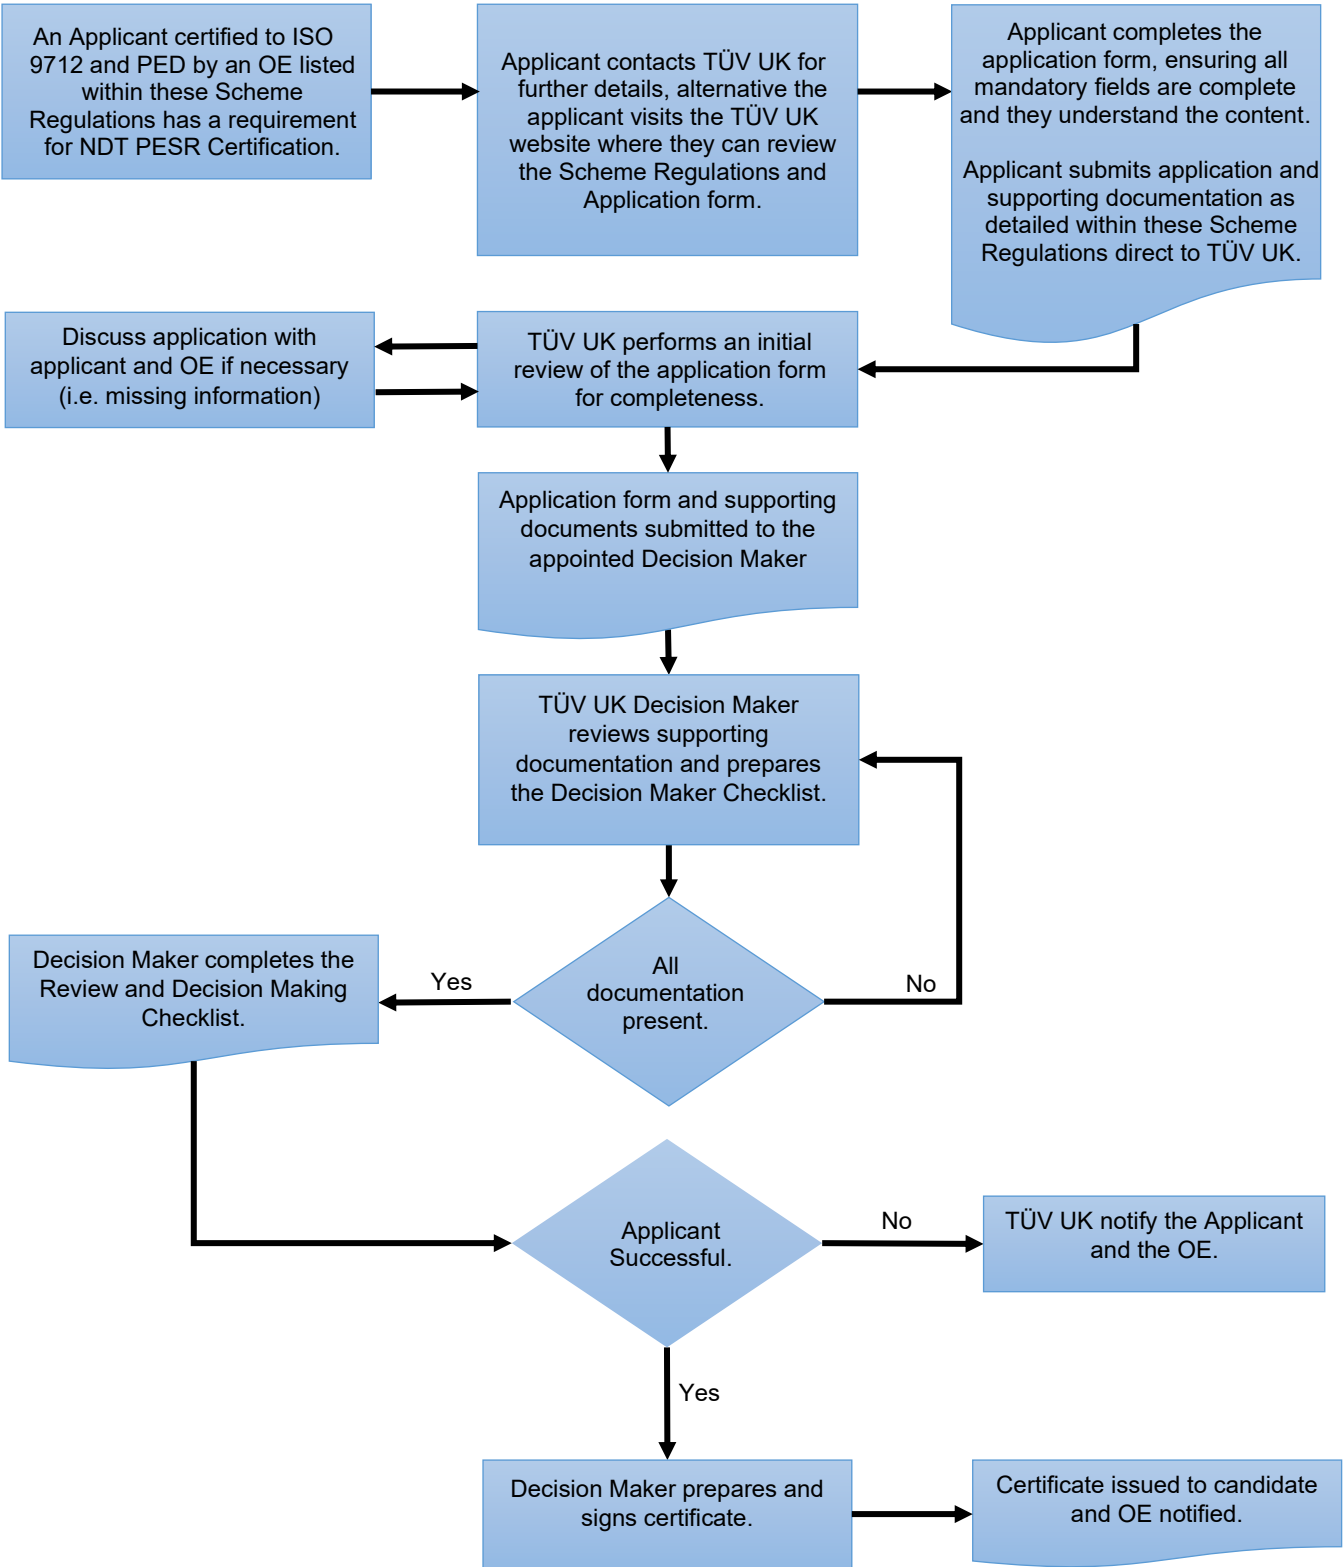 An Applicant certified to ISO
9712 and PED by an OE listed
within these Scheme
Regulations has a requirement
for NDT PESR Certification.
Applicant contacts TÜV UK for
further details, alternative the
applicant visits the TÜV UK
website where they can review
the Scheme Regulations and
Application form.
Applicant completes the
application form, ensuring all
mandatory fields are complete
and they understand the content.
Applicant submits application and
supporting documentation as
detailed within these Scheme
Regulations direct to TÜV UK.
Discuss application with
applicant and OE if necessary
(i.e. missing information)
TÜV UK performs an initial
review of the application form
for completeness.
Application form and supporting
documents submitted to the
appointed Decision Maker
TÜV UK Decision Maker
reviews supporting
documentation and prepares
the Decision Maker Checklist.
Decision Maker completes the
Review and Decision Making
Checklist.
Yes
All
documentation
present.
No
Applicant
Successful.
No
TÜV UK notify the Applicant
and the OE.
Yes
Decision Maker prepares and
signs certificate.
Certificate issued to candidate
and OE notified.